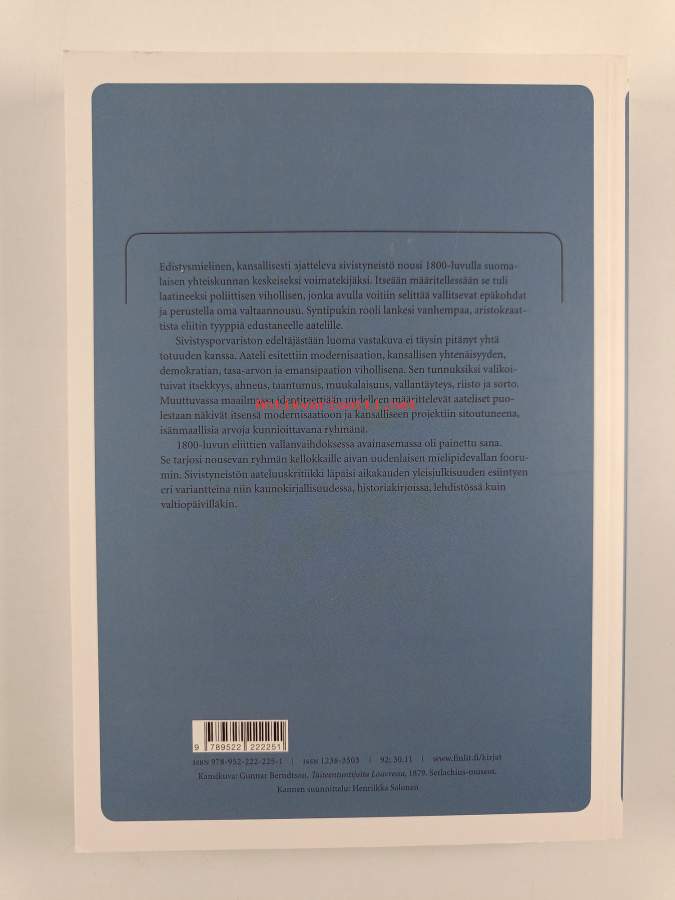 Edistysmielinen, kansallisesti ajatteleva sivistyneistö nousi 1800-luvulla suoma-
laisen yhteiskunnan keskeiseksi voimatekijäksi. Itseään määritellessään se tuli
laatineeksi poliittisen vihollisen, jonka avulla voitiin selittää vallitsevat epäkohdat
ja perustella oma valtaannousu. Syntipukin rooli lankesi vanhempaa, aristokraat-
tista eliitin tyyppiä edustaneelle aatelille.
Sivistysporvariston edeltäjästään luoma vastakuva ei täysin pitänyt yhtä
totuuden kanssa. Aateli esitettiin modernisaation, kansallisen yhtenäisyyden,
demokratian, tasa-arvon ja emansipaation vihollisena. Sen tunnuksiksi valikoi-
tuivat itsekkyys, ahneus, taantumus, muukalaisuus, vallantäyteys, riisto ja sorto.
Muuttuvassa maailmassa identiteettiään uudelleen määrittelevät aateliset puo-
lestaan näkivät itsensä modernisaatioon ja kansalliseen projektiin sitoutuneena,
isänmaallisia arvoja kunnioittavana ryhmänä.
1800-luvun eliittien vallanvaihdoksessa avainasemassa oli painettu sana.
Se tarjosi nousevan ryhmän kellokkaille aivan uudenlaisen mielipidevallan fooru-
min. Sivistyneistön aateluuskritiikki läpäisi aikakauden yleisjulkisuuden esiintyen
eri variantteina niin kaunokirjallisuudessa, historiakirjoissa, lehdistössä kuin
valtiopäivilläkin.
9 789522 222251
ISBN 978-952-222-225-1 | ISSN 1238-3503 | 92; 30.11 | www.finlit.fi/kirjat
Kansikuva: Gunnar Berndtson, Taiteentuntijoita Louvressa, 1879. Serlachius-museot.
Kannen suunnittelu: Henriikka Salonen